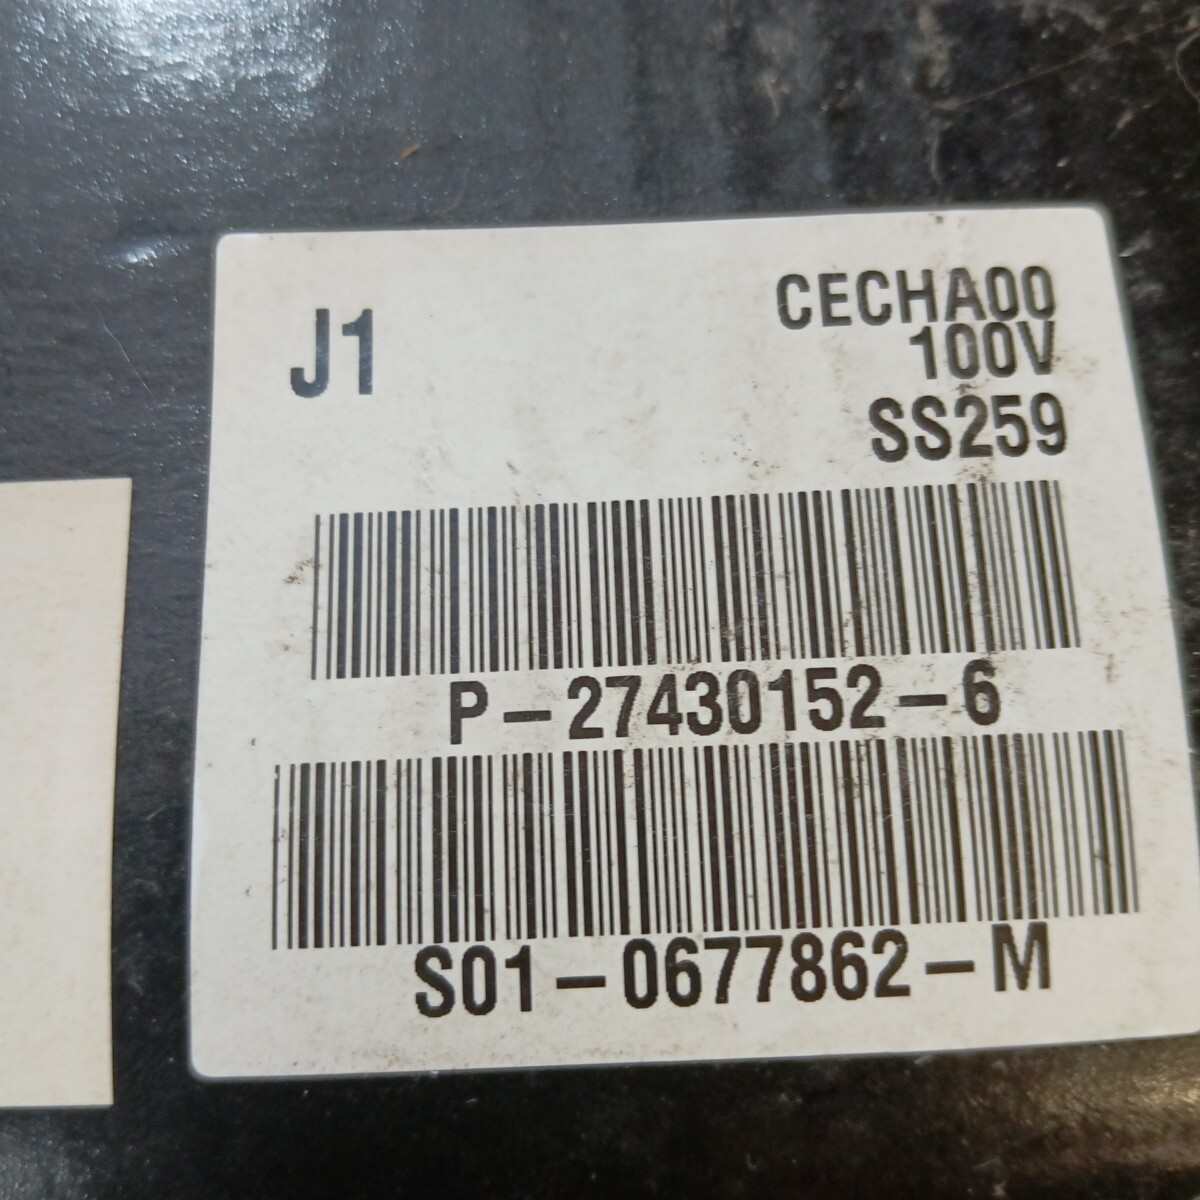 J1
CECHA00
100V
SS259
P-27430152-6
S01-0677862-M